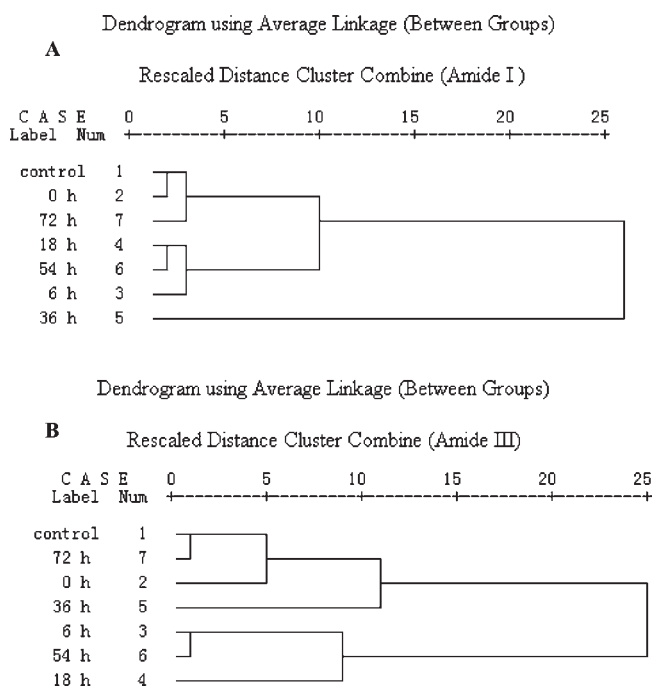 Dendrogram using Average Linkage (Between Groups)
A
Rescaled Distance Cluster Combine (Amide I )
C A S E 0 5 10 15 20 25
Label Num
control 1
0 h 2
72 h 7
18 h 4
54 h 6
6 h 3
36 h 5
Dendrogram using Average Linkage (Between Groups)
B
Rescaled Distance Cluster Combine (Amide III)
C A S E 0 5 10 15 20 25
Label Num
control 1
72 h 7
0 h 2
36 h 5
6 h 3
54 h 6
18 h 4